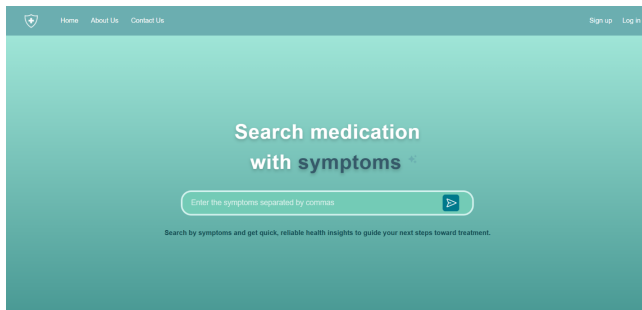 Home About Us Contact Us Sign up Log in
Search medication
with symptoms
Enter the symptoms separated by commas
Search by symptoms and get quick, reliable health insights to guide your next steps toward treatment.